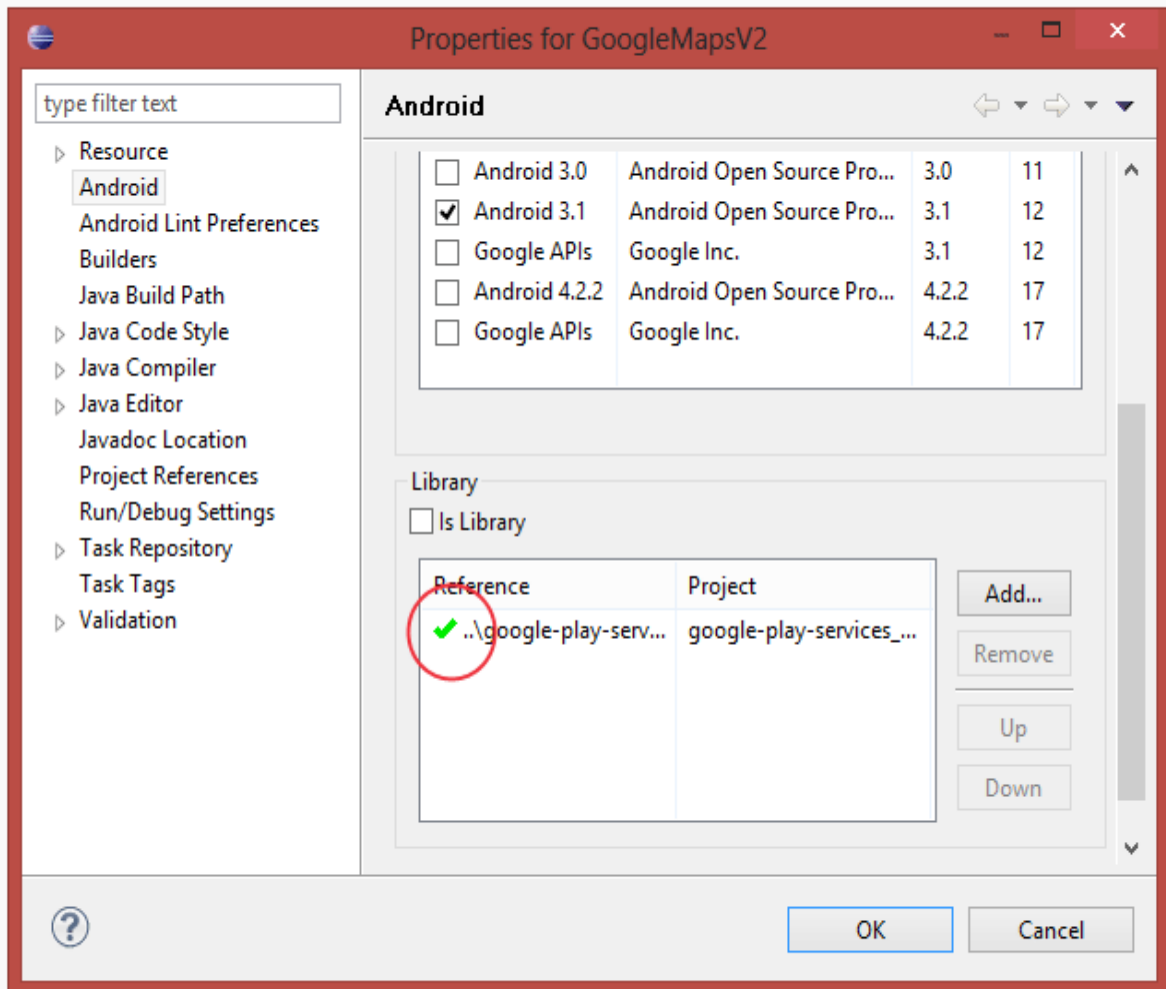 Properties for GoogleMapsV2
type filter text
Resource
Android
Android Lint Preferences
Builders
Java Build Path
Java Code Style
Java Compiler
Java Editor
Javadoc Location
Project References
Run/Debug Settings
Task Repository
Task Tags
Validation
Android
Android 3.0 Android Open Source Pro... 3.0 11
Android 3.1 Android Open Source Pro... 3.1 12
Google APIs Google Inc. 3.1 12
Android 4.2.2 Android Open Source Pro... 4.2.2 17
Google APIs Google Inc. 4.2.2 17
Library
Is Library
Reference Project
..\google-play-serv... google-play-services_...
Add...
Remove
Up
Down
OK Cancel